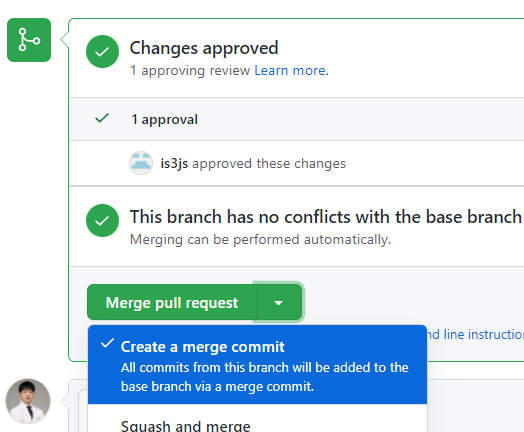 Changes approved
1 approving review Learn more.
1 approval
is3js approved these changes
This branch has no conflicts with the base branch
Merging can be performed automatically.
Merge pull request
nd line instruction
Create a merge commit
All commits from this branch will be added to the
base branch via a merge commit.
Squash and merge